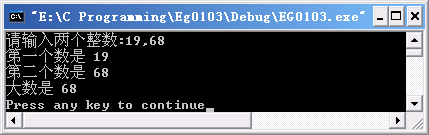 "E:\C Programming\Eg0103\Debug\EG0103.exe"
请输入两个整数:19,68
第一个数是 19
第二个数是 68
大数是 68
Press any key to continue_